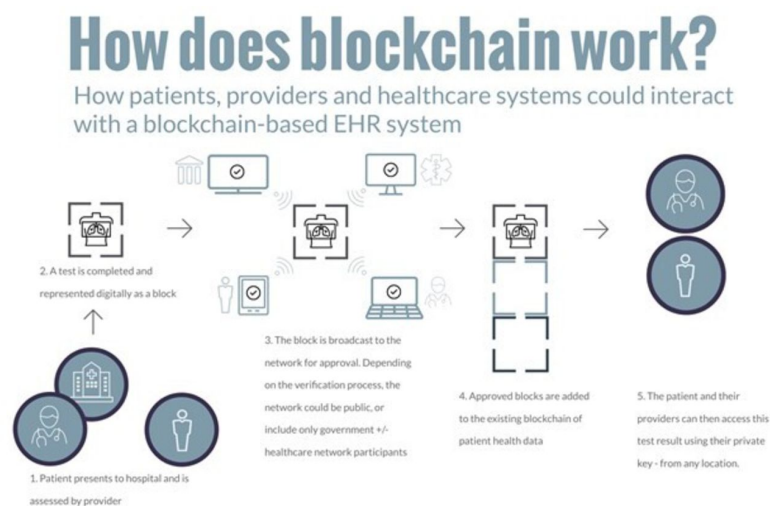 How does blockchain work?
How patients, providers and healthcare systems could interact
with a blockchain-based EHR system
2. A test is completed and
represented digitally as a block
1. Patient presents to hospital and is
assessed by provider
3. The block is broadcast to the
network for approval. Depending
on the verification process, the
network could be public, or
include only government +/-
healthcare network participants
4. Approved blocks are added
to the existing blockchain of
patient health data
5. The patient and their
providers can then access this
test result using their private
key - from any location.